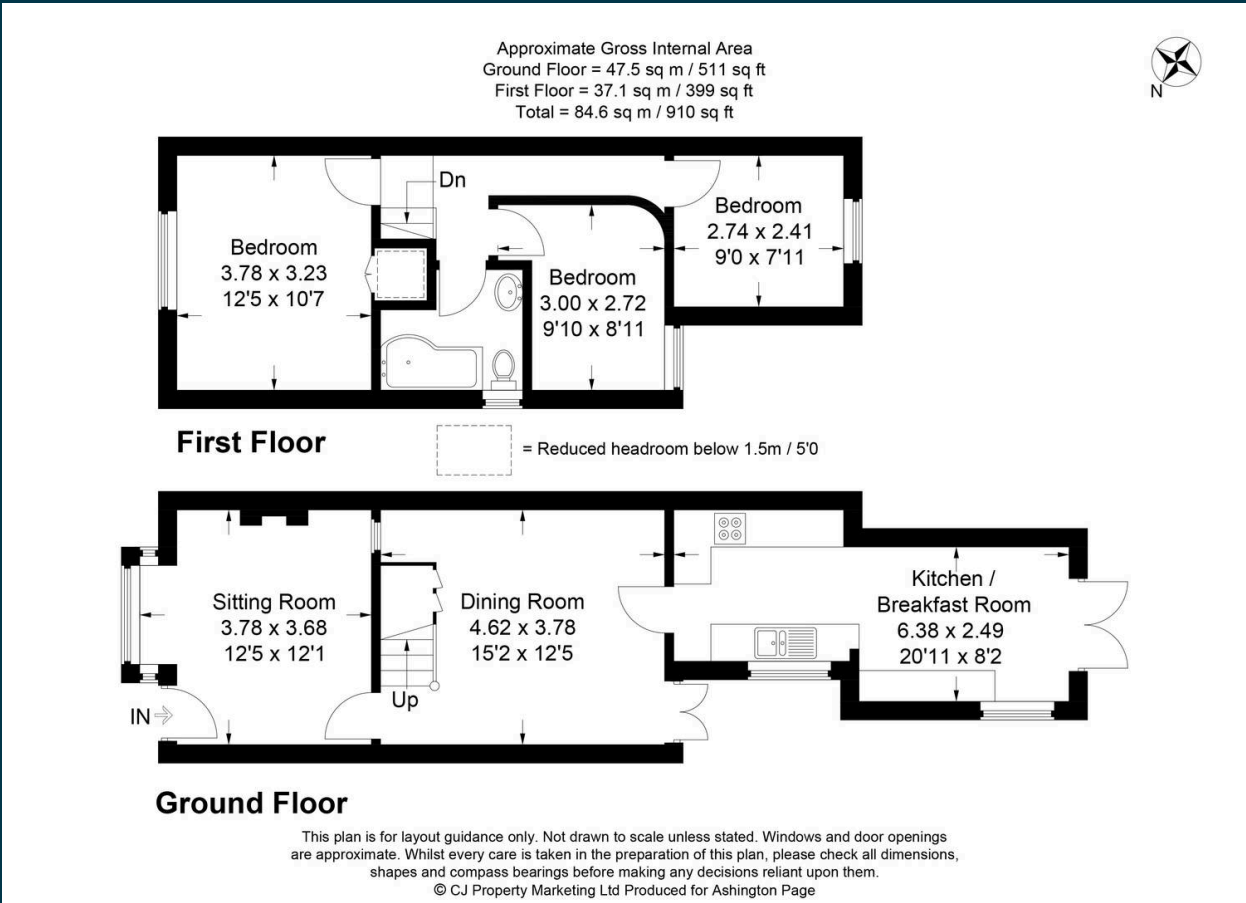 Approximate Gross Internal Area
Ground Floor = 47.5 sq m / 511 sq ft
First Floor = 37.1 sq m / 399 sq ft
Total = 84.6 sq m / 910 sq ft
N
Dn
Bedroom
3.78 x 3.23
12'5 x 10'7
Bedroom
3.00 x 2.72
9'10 x 8'11
Bedroom
2.74 x 2.41
9'0 x 7'11
First Floor
= Reduced headroom below 1.5m / 5'0
Sitting Room
3.78 x 3.68
12'5 x 12'1
Dining Room
4.62 x 3.78
15'2 x 12'5
Kitchen /
Breakfast Room
6.38 x 2.49
20'11 x 8'2
Up
IN
Ground Floor
This plan is for layout guidance only. Not drawn to scale unless stated. Windows and door openings
are approximate. Whilst every care is taken in the preparation of this plan, please check all dimensions,
shapes and compass bearings before making any decisions reliant upon them.
© CJ Property Marketing Ltd Produced for Ashington Page